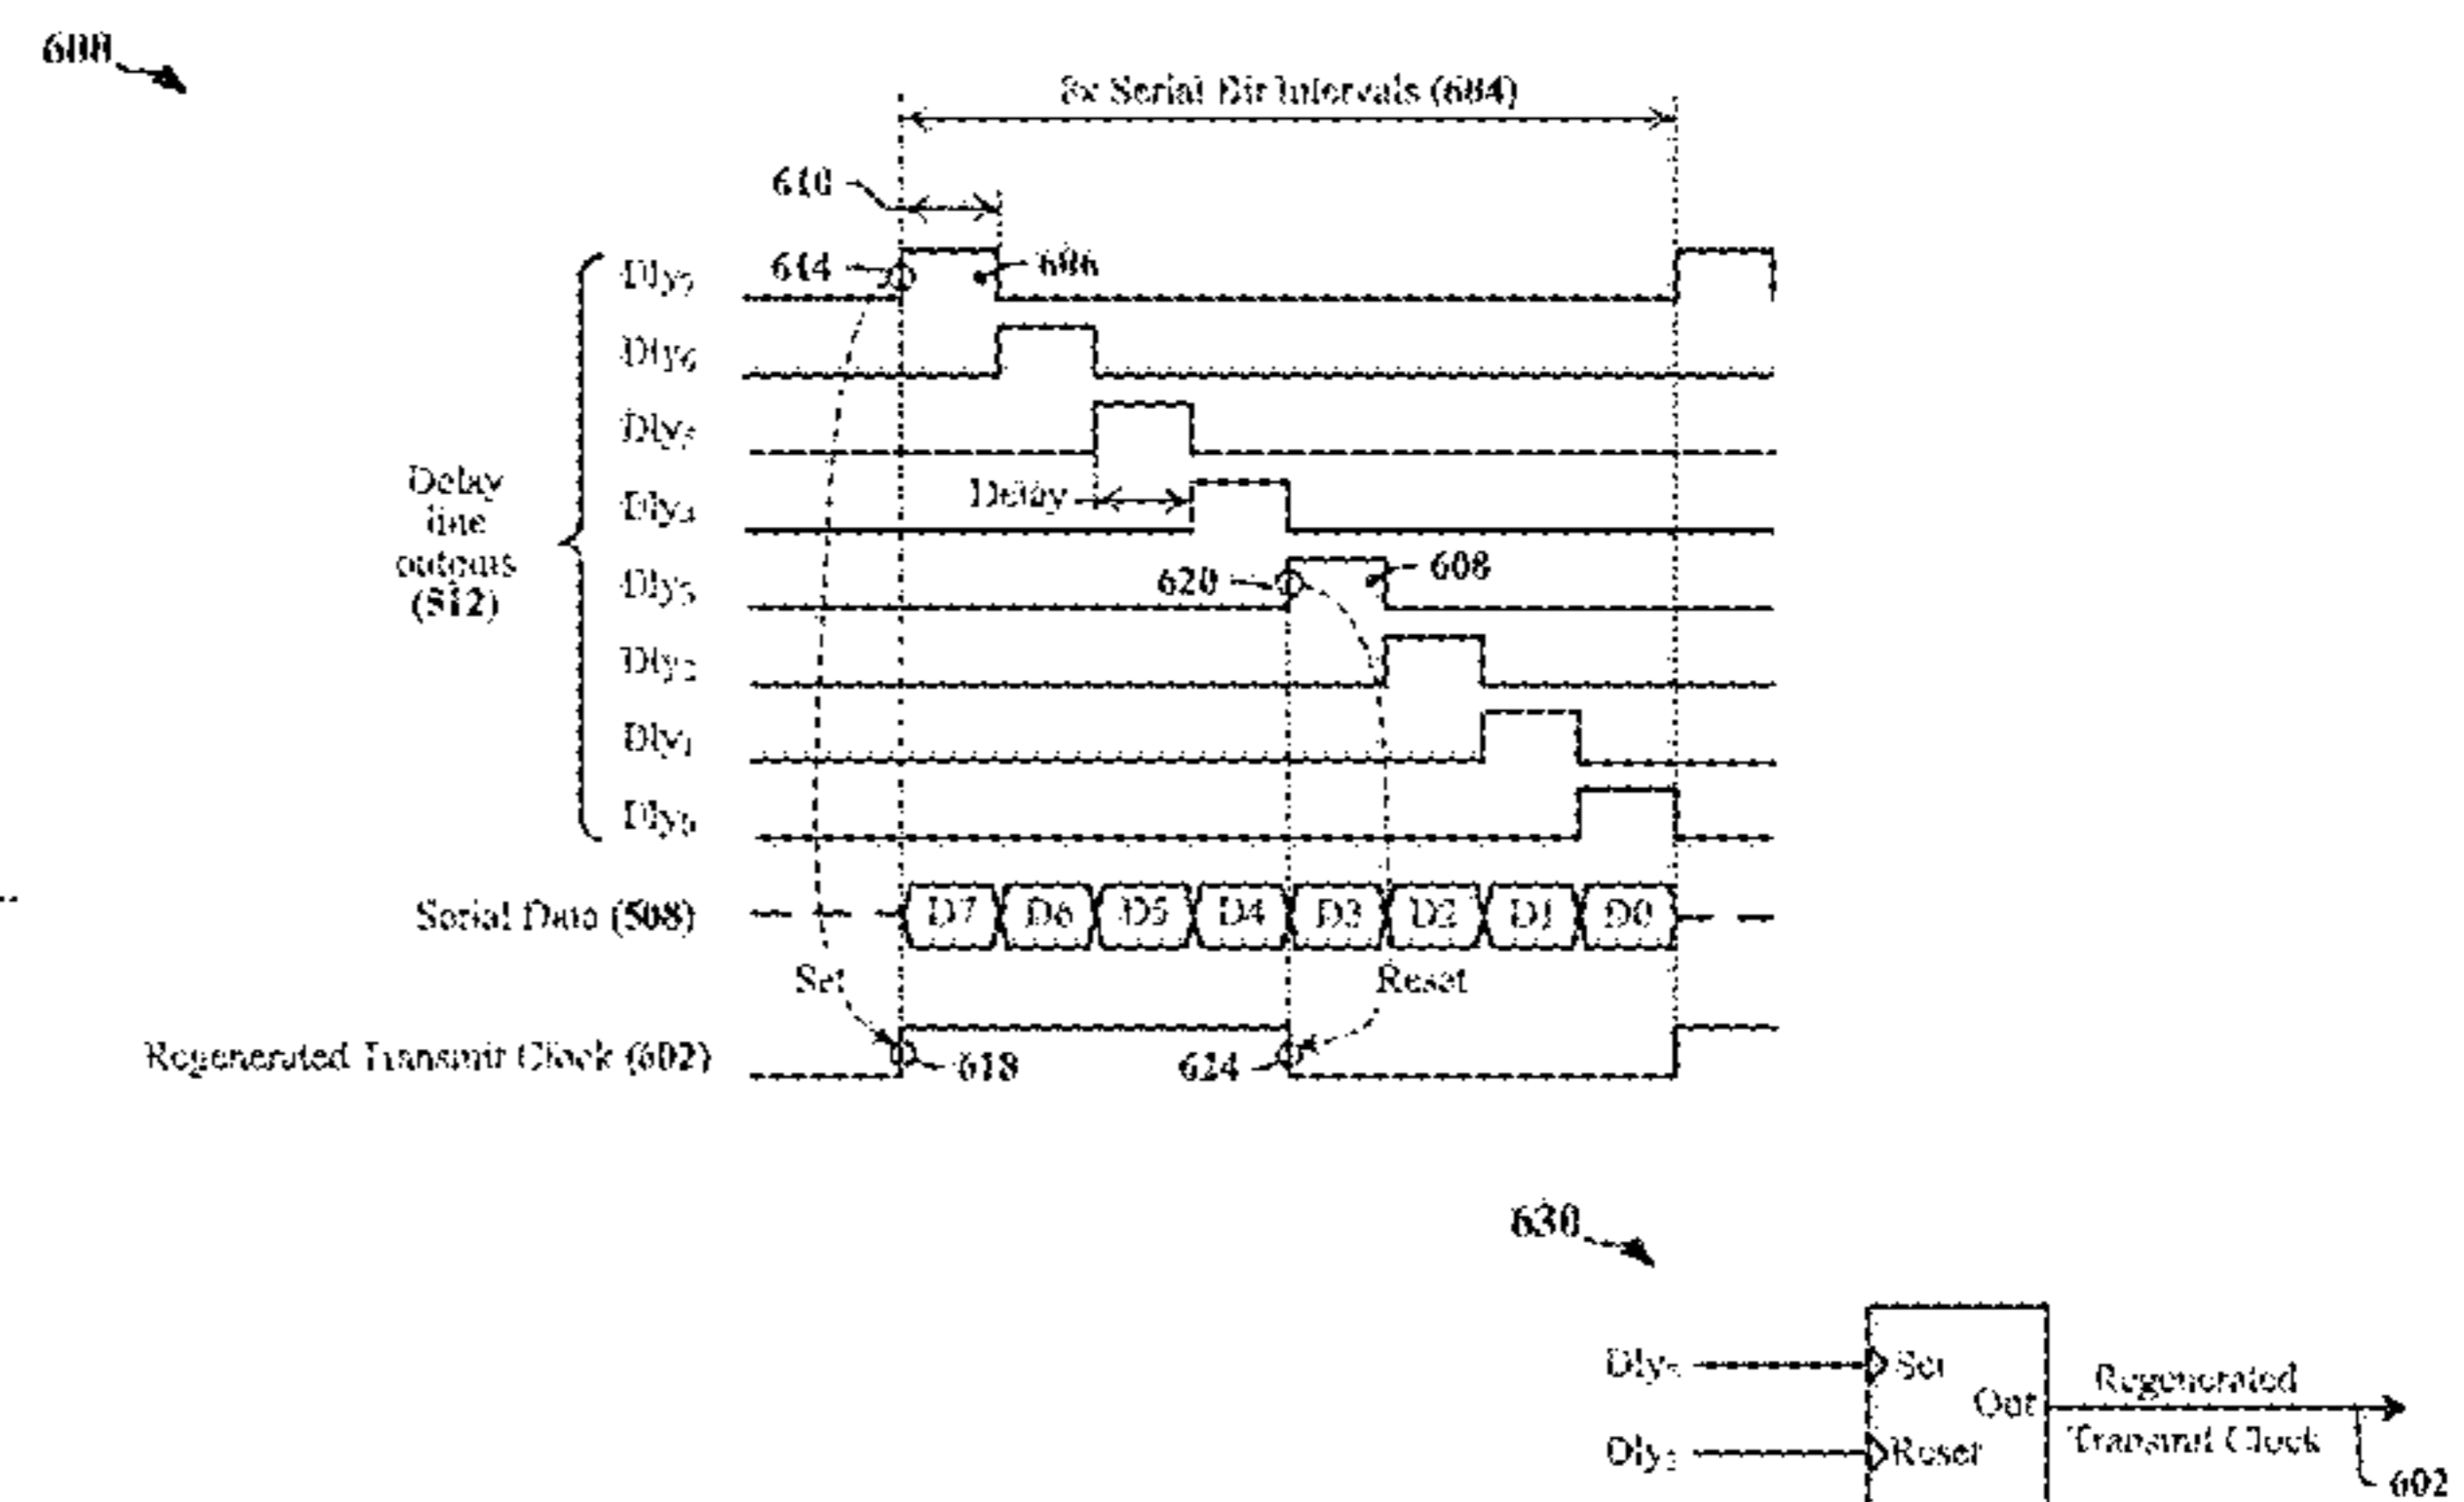 600
8x Serial Bit Intervals (604)
610
614
606
Dly7
Dly6
Dly5
Delay
line
outputs
(512)
Delay
Dly4
620
608
Dly3
Dly2
Dly1
Dly0
Serial Data (508)
D7 D6 D5 D4 D3 D2 D1 D0
Set
Reset
Regenerated Transmit Clock (602)
618
624
630
Dly7
Set
Out
Regenerated
Transmit Clock
Dly3
Reset
602